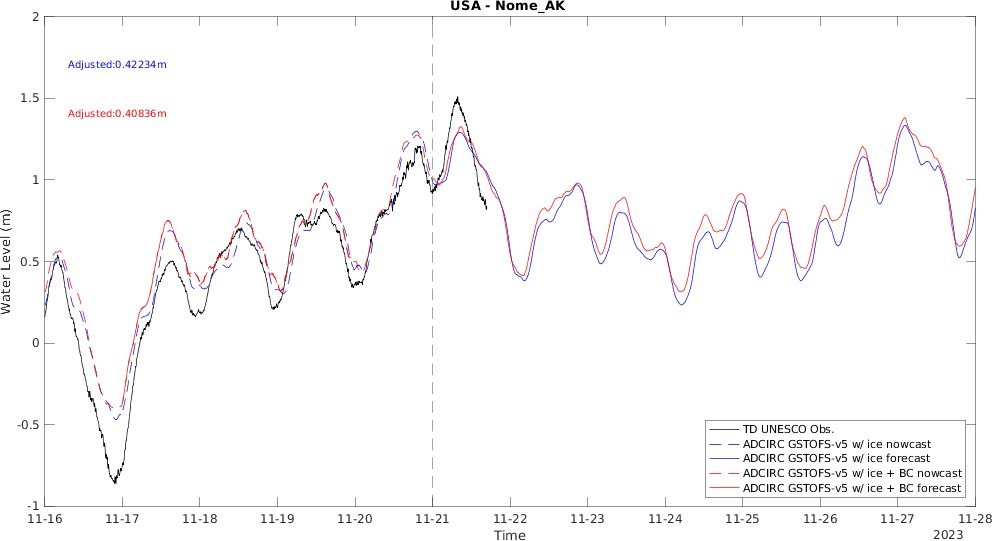 USA - Nome_AK
2
Adjusted:0.42234m
1.5
Adjusted:0.40836m
1
Water Level (m)
0.5
0
-0.5
-1
TD UNESCO Obs.
ADCIRC GSTOFS-v5 w/ ice nowcast
ADCIRC GSTOFS-v5 w/ ice forecast
ADCIRC GSTOFS-v5 w/ ice + BC nowcast
ADCIRC GSTOFS-v5 w/ ice + BC forecast
11-16 11-17 11-18 11-19 11-20 11-21 11-22 11-23 11-24 11-25 11-26 11-27 11-28
Time
2023